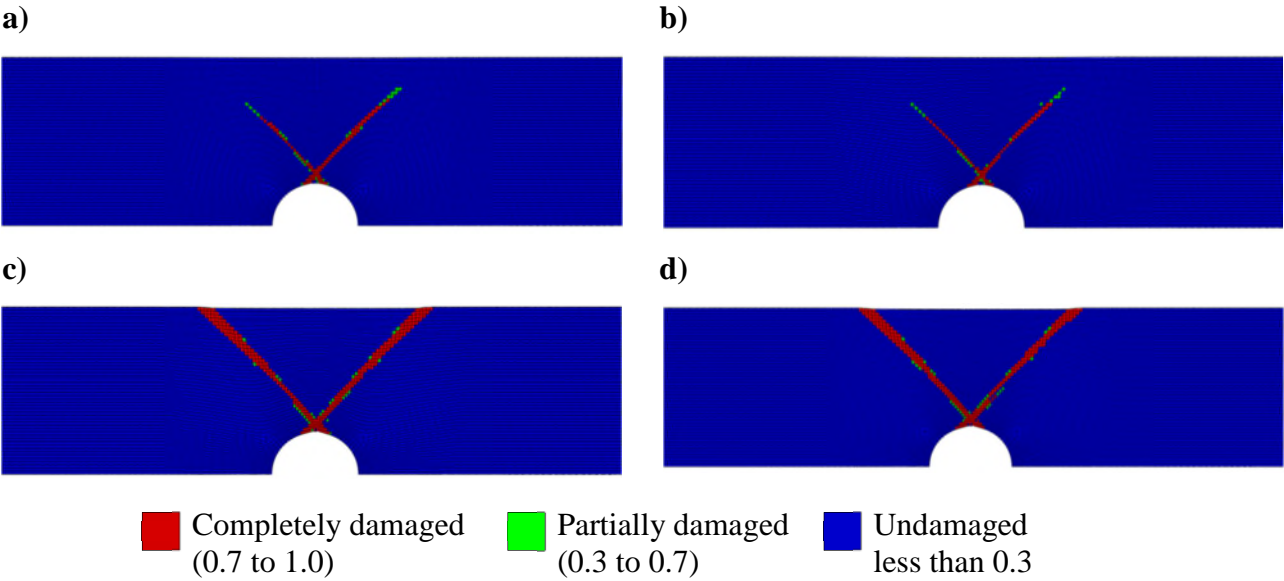 a)
b)
c)
d)
Completely damaged
(0.7 to 1.0)
Partially damaged
(0.3 to 0.7)
Undamaged
less than 0.3